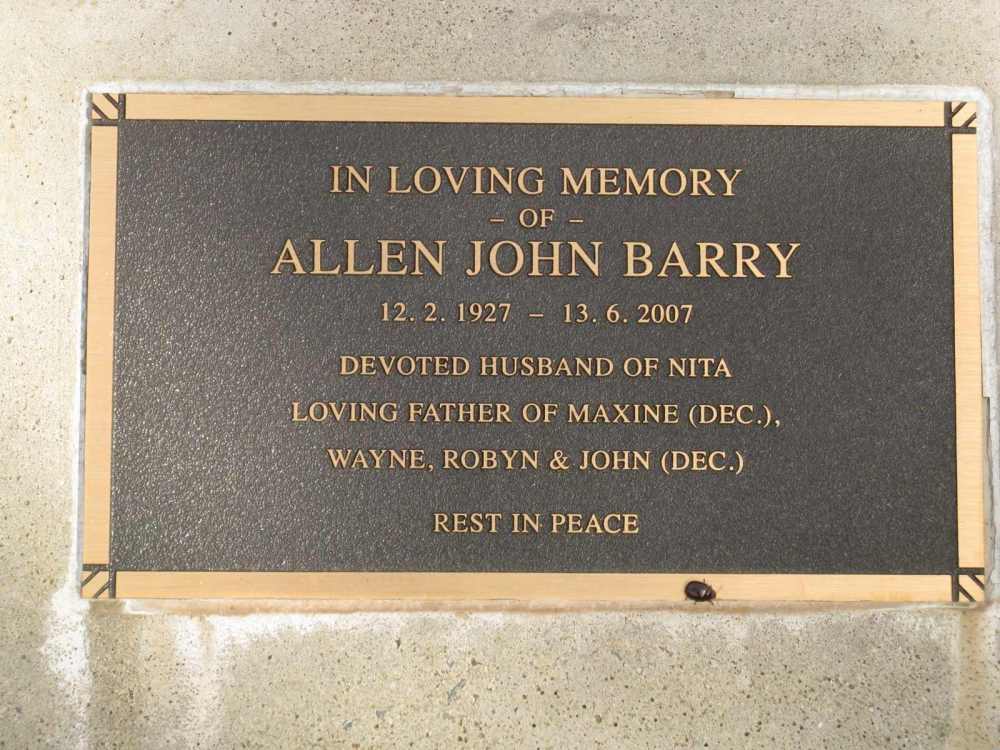 IN LOVING MEMORY
– OF –
ALLEN JOHN BARRY
12. 2. 1927 – 13. 6. 2007
DEVOTED HUSBAND OF NITA
LOVING FATHER OF MAXINE (DEC.),
WAYNE, ROBYN & JOHN (DEC.)
REST IN PEACE